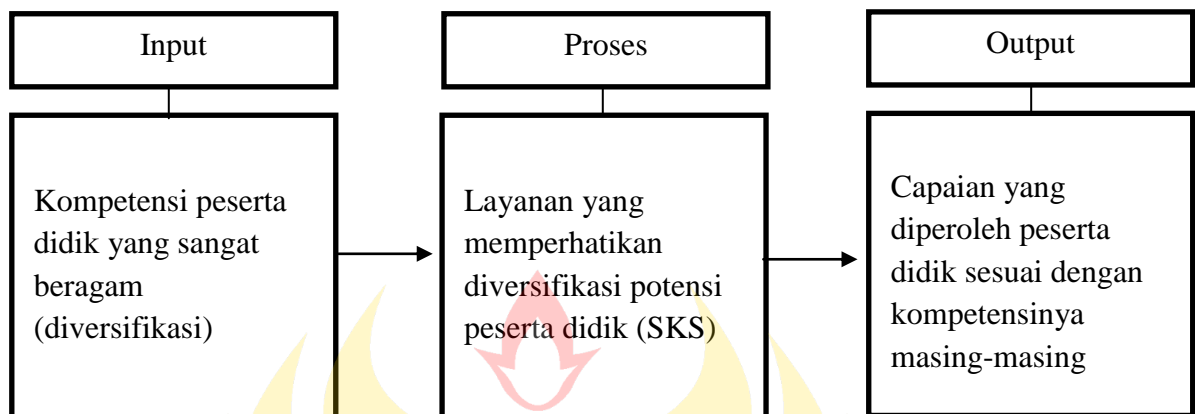 Input
Proses
Output
Kompetensi peserta
didik yang sangat
beragam
(diversifikasi)
Layanan yang
memperhatikan
diversifikasi potensi
peserta didik (SKS)
Capaian yang
diperoleh peserta
didik sesuai dengan
kompetensinya
masing-masing